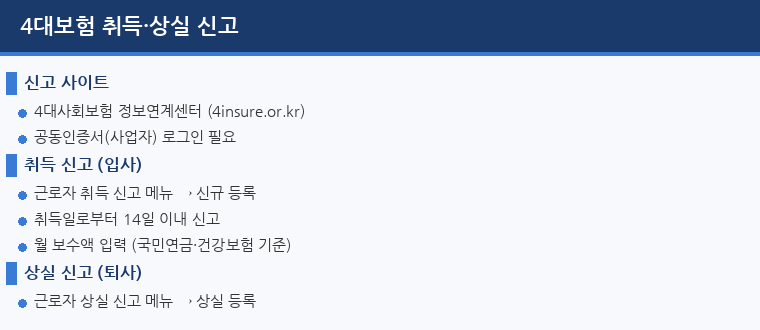 4대보험 취득·상실 신고
신고 사이트
4대사회보험 정보연계센터 (4insure.or.kr)
공동인증서(사업자) 로그인 필요
취득 신고 (입사)
근로자 취득 신고 메뉴 → 신규 등록
취득일로부터 14일 이내 신고
월 보수액 입력 (국민연금·건강보험 기준)
상실 신고 (퇴사)
근로자 상실 신고 메뉴 → 상실 등록